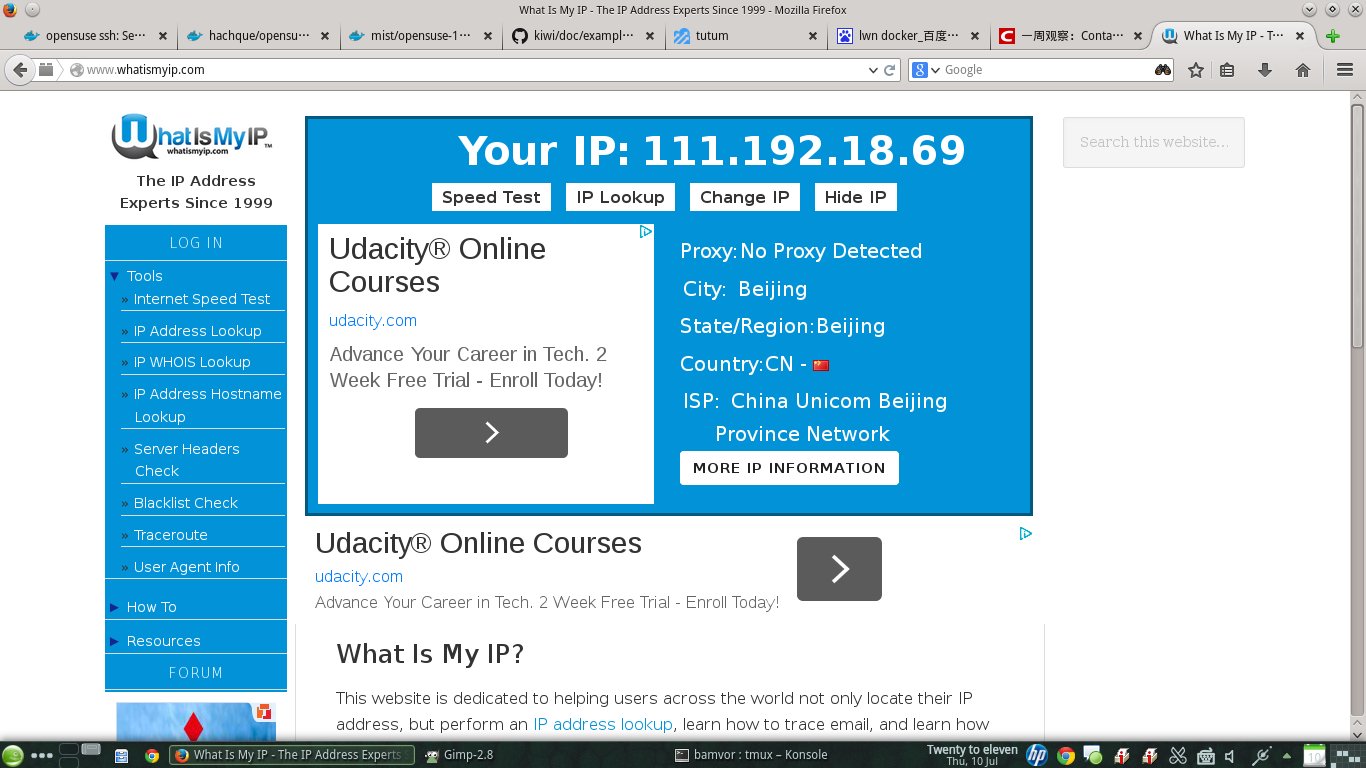 What Is My IP - The IP Address Experts Since 1999 - Mozilla Firefox
opensuse ssh: Se...
hachque/opensu...
mist/opensuse-1...
kiwi/doc/exampl...
tutum
lwn docker_百度...
一周观察：Conta...
What Is My IP - T...
www.whatismyip.com
Google
WhatIsMyIP
whatismyip.com
The IP Address
Experts Since 1999
LOG IN
Tools
» Internet Speed Test
» IP Address Lookup
» IP WHOIS Lookup
» IP Address Hostname
Lookup
» Server Headers
Check
» Blacklist Check
» Traceroute
» User Agent Info
How To
Resources
FORUM
Your IP: 111.192.18.69
Speed Test
IP Lookup
Change IP
Hide IP
Udacity® Online
Courses
udacity.com
Advance Your Career in Tech. 2
Week Free Trial - Enroll Today!
Proxy: No Proxy Detected
City: Beijing
State/Region: Beijing
Country: CN -
ISP: China Unicom Beijing
Province Network
MORE IP INFORMATION
Search this website...
Udacity® Online Courses
udacity.com
Advance Your Career in Tech. 2 Week Free Trial - Enroll Today!
What Is My IP?
This website is dedicated to helping users across the world not only locate their IP
address, but perform an IP address lookup, learn how to trace email, and learn how
What Is My IP - The IP Address Experts
Gimp-2.8
bamvor : tmux – Konsole
Twenty to eleven
Thu, 10 Jul
hp
10